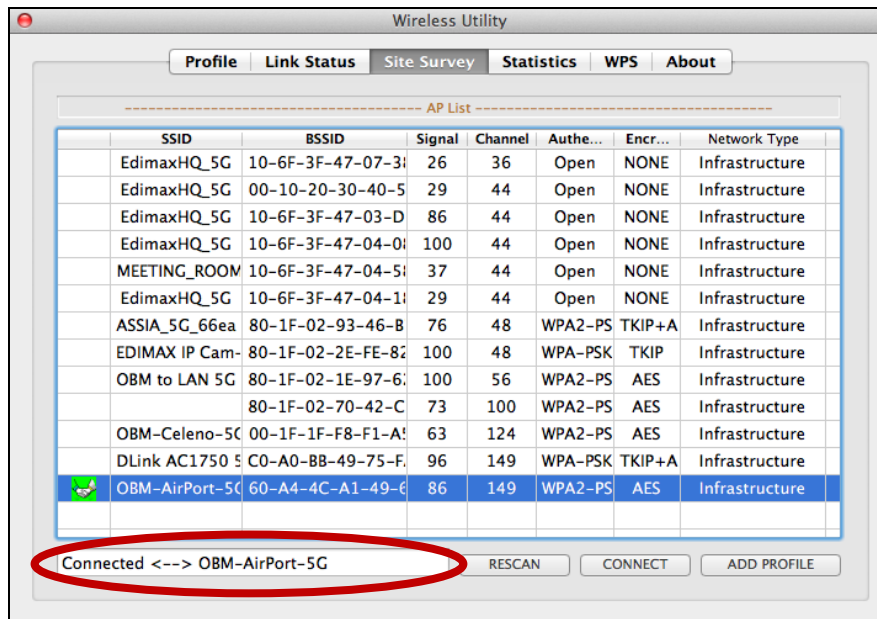 Wireless Utility
Profile Link Status Site Survey Statistics WPS About
------------------------------------- AP List -------------------------------------
SSID BSSID Signal Channel Authe... Encr... Network Type
EdimaxHQ_5G 10-6F-3F-47-07-38 26 36 Open NONE Infrastructure
EdimaxHQ_5G 00-10-20-30-40-5 29 44 Open NONE Infrastructure
EdimaxHQ_5G 10-6F-3F-47-03-D 86 44 Open NONE Infrastructure
EdimaxHQ_5G 10-6F-3F-47-04-0 100 44 Open NONE Infrastructure
MEETING_ROOM 10-6F-3F-47-04-5 37 44 Open NONE Infrastructure
EdimaxHQ_5G 10-6F-3F-47-04-1 29 44 Open NONE Infrastructure
ASSIA_5G_66ea 80-1F-02-93-46-B 76 48 WPA2-PS TKIP+A Infrastructure
EDIMAX IP Cam- 80-1F-02-2E-FE-82 100 48 WPA-PSK TKIP Infrastructure
OBM to LAN 5G 80-1F-02-1E-97-6 100 56 WPA2-PS AES Infrastructure
80-1F-02-70-42-C 73 100 WPA2-PS AES Infrastructure
OBM-Celeno-5 00-1F-1F-F8-F1-A 63 124 WPA2-PS AES Infrastructure
DLink AC1750 5 C0-A0-BB-49-75-F 96 149 WPA-PSK TKIP+A Infrastructure
OBM-AirPort-5 60-A4-4C-A1-49-6 86 149 WPA2-PS AES Infrastructure
Connected <--> OBM-AirPort-5G RESCAN CONNECT ADD PROFILE